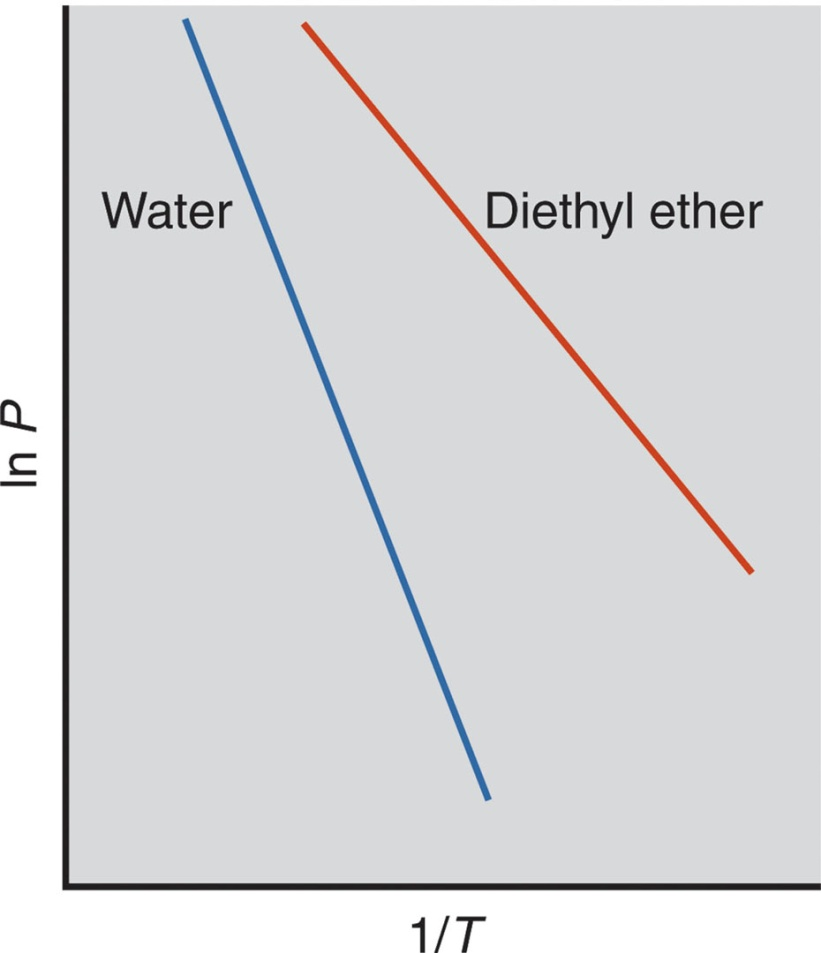 Water
Diethyl ether
ln P
1/T